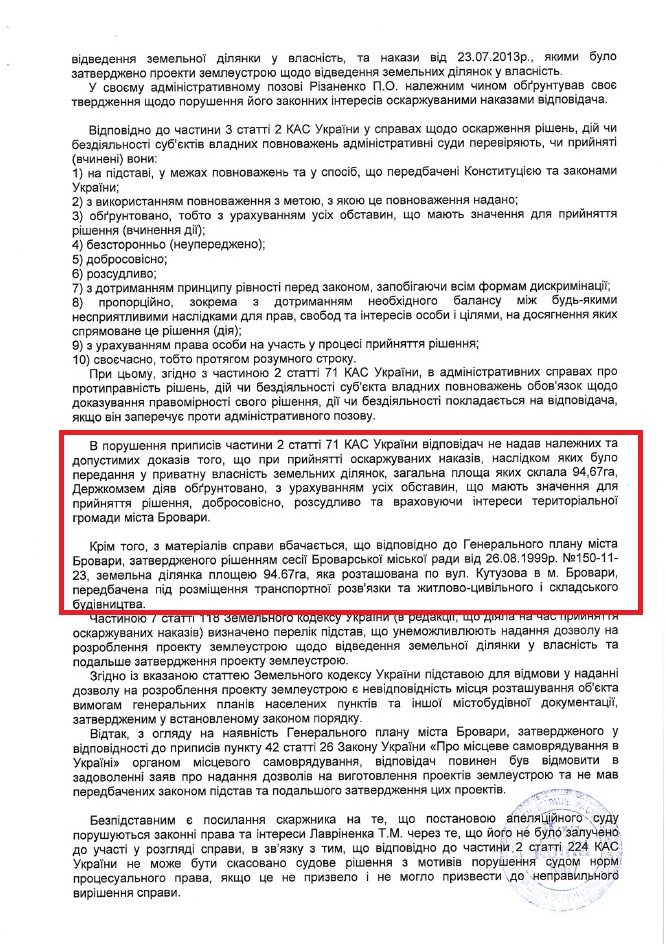 відведення земельної ділянки у власність, та накази від 23.07.2013р., якими було
затверджено проекти землеустрою щодо відведення земельних ділянок у власність.
У своєму адміністративному позові Різаненко П.О. належним чином обґрунтував своє
твердження щодо порушення його законних інтересів оскаржуваними наказами відповідача.
Відповідно до частини 3 статті 2 КАС України у справах щодо оскарження рішень, дій чи
бездіяльності суб'єктів владних повноважень адміністративні суди перевіряють, чи прийняті
(вчинені) вони:
1) на підставі, у межах повноважень та у спосіб, що передбачені Конституцією та законами
України;
2) з використанням повноваження з метою, з якою це повноваження надано;
3) обґрунтовано, тобто з урахуванням усіх обставин, що мають значення для прийняття
рішення (вчинення дії);
4) безсторонньо (неупереджено);
5) добросовісно;
6) розсудливо;
7) з дотриманням принципу рівності перед законом, запобігаючи всім формам дискримінації;
8) пропорційно, зокрема з дотриманням необхідного балансу між будь-якими
несприятливими наслідками для прав, свобод та інтересів особи і цілями, на досягнення яких
спрямоване це рішення (дія);
9) з урахуванням права особи на участь у процесі прийняття рішення;
10) своєчасно, тобто протягом розумного строку.
При цьому, згідно з частиною 2 статті 71 КАС України, в адміністративних справах про
протиправність рішень, дій чи бездіяльності суб'єкта владних повноважень обов'язок щодо
доказування правомірності свого рішення, дії чи бездіяльності покладається на відповідача,
якщо він заперечує проти адміністративного позову.
В порушення приписів частини 2 статті 71 КАС України відповідач не надав належних та
допустимих доказів того, що при прийнятті оскаржуваних наказів, наслідком яких було
передання у приватну власність земельних ділянок, загальна площа яких склала 94,67га,
Держкомзем діяв обґрунтовано, з урахуванням усіх обставин, що мають значення для
прийняття рішення, добросовісно, розсудливо та враховуючи інтереси територіальної
громади міста Бровари.
Крім того, з матеріалів справи вбачається, що відповідно до Генерального плану міста
Бровари, затвердженого рішенням сесії Броварської міської ради від 26.08.1999р. №150-11-
23, земельна ділянка площею 94.67га, яка розташована по вул. Кутузова в м. Бровари,
передбачена під розміщення транспортної розв'язки та житлово-цивільного і складського
будівництва.
Частиною 7 статті 118 Земельного кодексу України (в редакції, що діяла на час прийняття
оскаржуваних наказів) визначено перелік підстав, що унеможливлюють надання дозволу на
розроблення проекту землеустрою щодо відведення земельної ділянки у власність та
подальше затвердження проекту землеустрою.
Згідно із вказаною статтею Земельного кодексу України підставою для відмови у наданні
дозволу на розроблення проекту землеустрою є невідповідність місця розташування об'єкта
вимогам генеральних планів населених пунктів та іншої містобудівної документації,
затвердженим у встановленому законом порядку.
Відтак, з огляду на наявність Генерального плану міста Бровари, затвердженого у
відповідності до приписів пункту 42 статті 26 Закону України «Про місцеве самоврядування в
Україні» органом місцевого самоврядування, відповідач повинен був відмовити в
задоволенні заяв про надання дозволів на виготовлення проектів землеустрою та не мав
передбачених законом підстав та подальшого затвердження цих проектів.
Безпідставним є посилання скаржника на те, що постановою апеляційного суду
порушуються законні права та інтереси Лавріненка Т.М. через те, що його не було залучено
до участі у розгляді справи, в зв'язку з тим, що відповідно до частини 2 статті 224 КАС
України не може бути скасовано судове рішення з мотивів порушення судом норм
процесуального права, якщо це не призвело і не могло призвести до неправильного
вирішення справи.